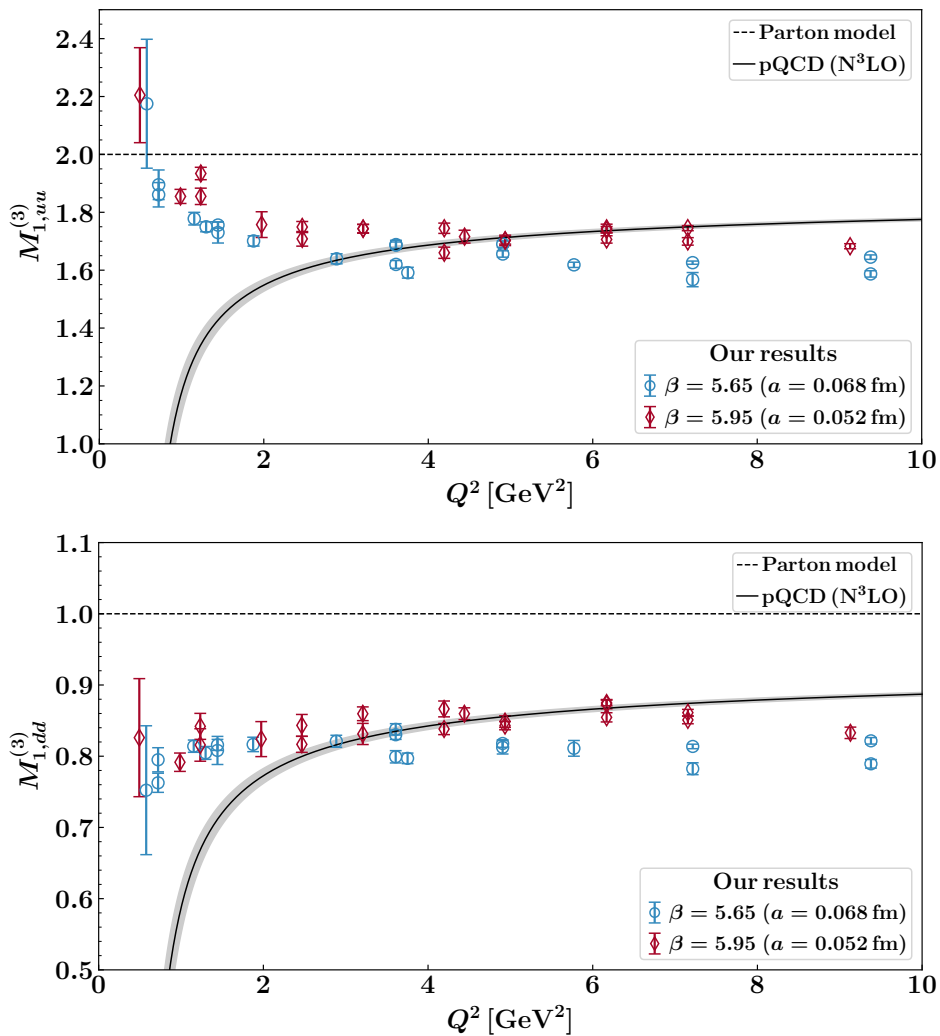 2.4
2.2
2.0
1.8
1.6
1.4
1.2
1.0
M_{1,uu}^{(3)}
Parton model
pQCD (N³LO)
Our results
β = 5.65 (a = 0.068 fm)
β = 5.95 (a = 0.052 fm)
0 2 4 6 8 10
Q² [GeV²]
1.1
1.0
0.9
0.8
0.7
0.6
0.5
M_{1,dd}^{(3)}
Parton model
pQCD (N³LO)
Our results
β = 5.65 (a = 0.068 fm)
β = 5.95 (a = 0.052 fm)
0 2 4 6 8 10
Q² [GeV²]